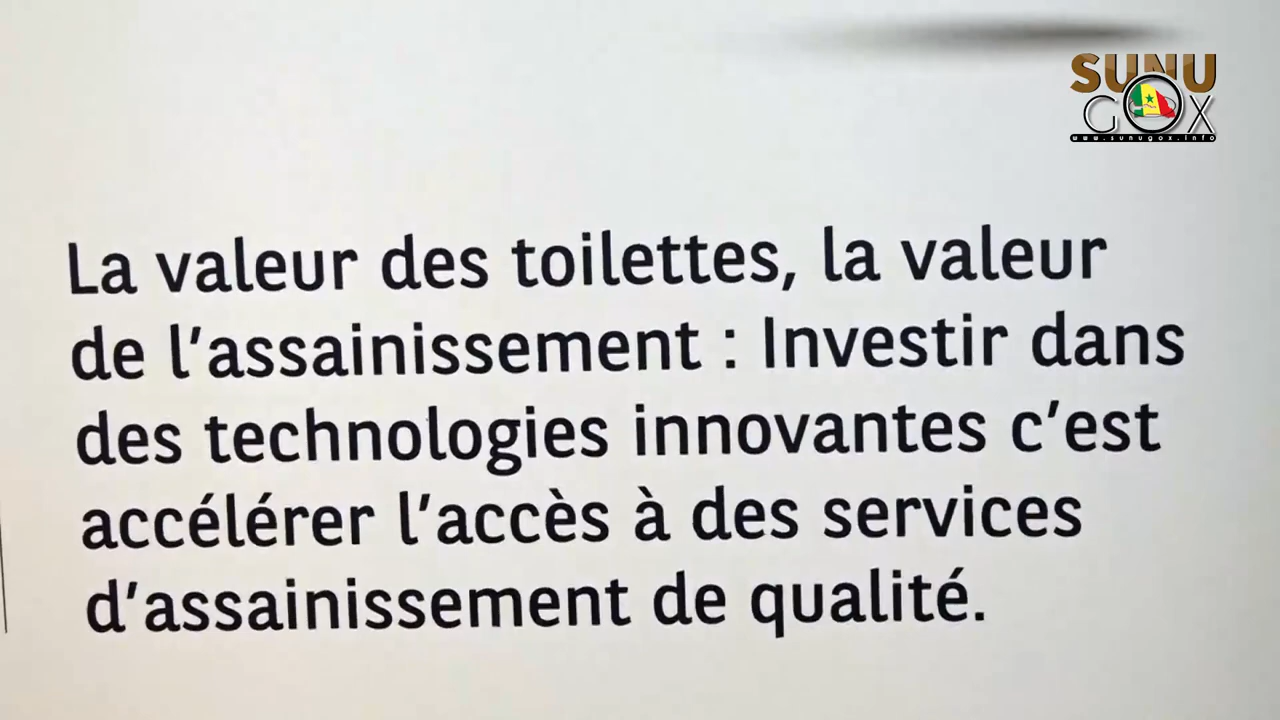 SUNU
GOX
www.sunugox.info
La valeur des toilettes, la valeur
de l'assainissement : Investir dans
des technologies innovantes c'est
accélérer l'accès à des services
d'assainissement de qualité.